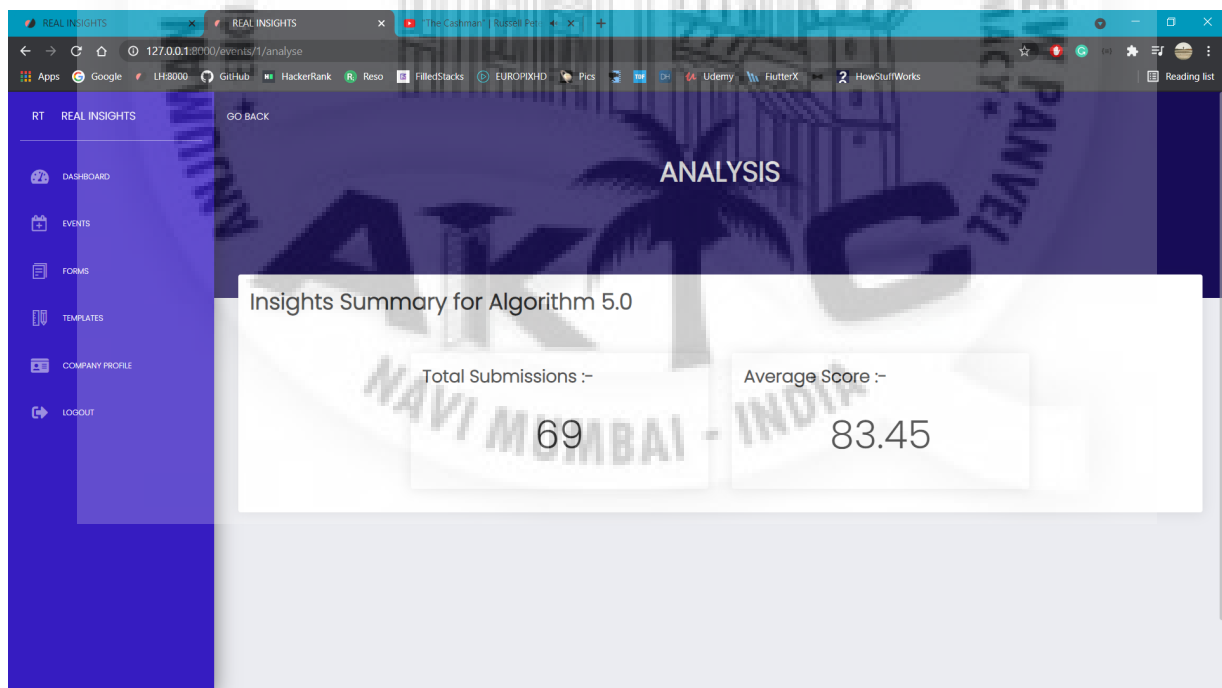 REAL INSIGHTS
REAL INSIGHTS
"The Cashman" | Russell Pet
127.0.0.1:8000/events/1/analyse
Apps Google LH:8000 GitHub HackerRank Reso FilledStacks EUROPIXHD Pics DH Udemy HutterX HowStuffWorks Reading list
RT REAL INSIGHTS
GO BACK
DASHBOARD
EVENTS
FORMS
TEMPLATES
COMPANY PROFILE
LOGOUT
ANALYSIS
Insights Summary for Algorithm 5.0
Total Submissions :-
69
Average Score :-
83.45
AKTC
NAVI MUMBAI - INDIA